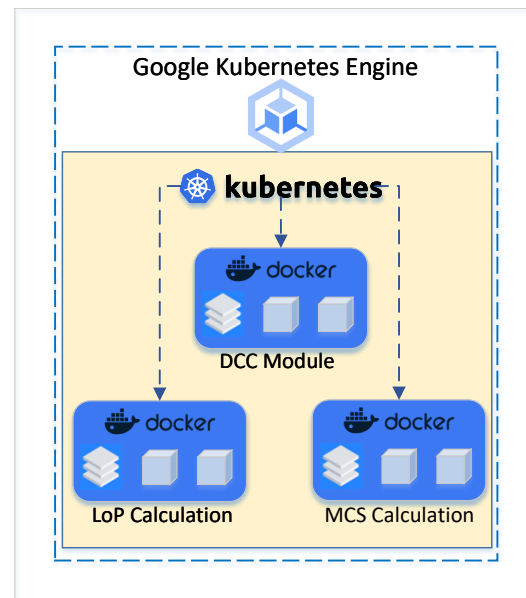 Google Kubernetes Engine
kubernetes
docker
DCC Module
docker
LoP Calculation
docker
MCS Calculation